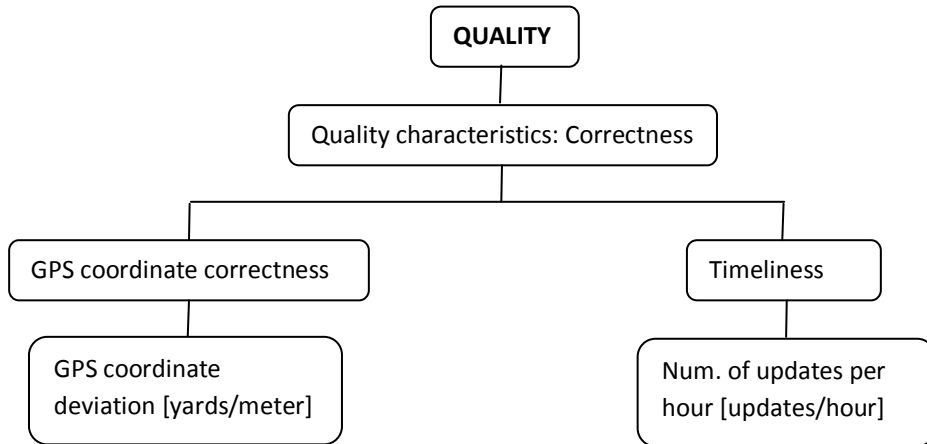 QUALITY
Quality characteristics: Correctness
GPS coordinate correctness
Timeliness
GPS coordinate
deviation [yards/meter]
Num. of updates per
hour [updates/hour]